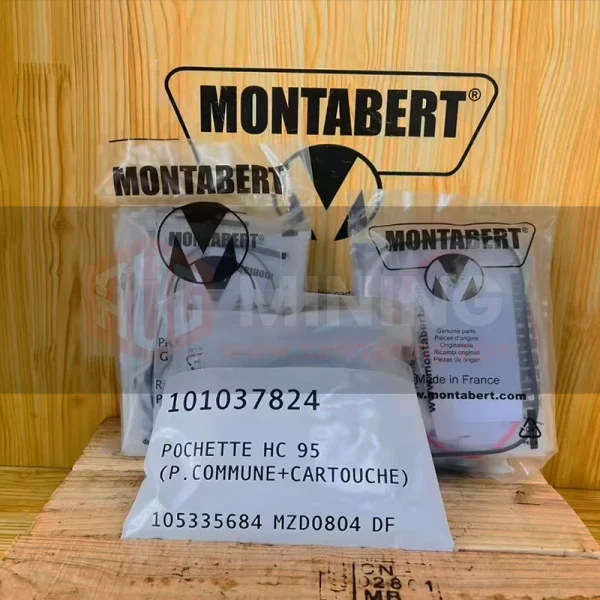 MONTABERT®
MONTABERT
MONTABERT®
MINING
MONTABERT
Genuine parts
Pièces d'origine
Originalteile
Ricambi originali
Piezas de origen
Made in France
www.montabert.com
101037824
POCHETTE HC 95
(P.COMMUNE+CARTOUCHE)
105335684 MZD0804 DF